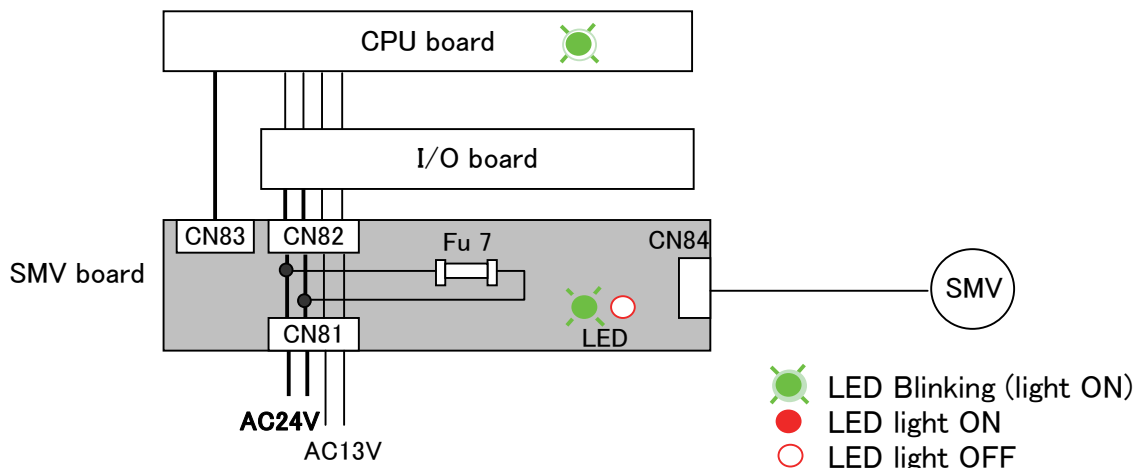 CPU board
I/O board
CN83
CN82
Fu 7
CN84
SMV board
SMV
LED
CN81
AC24V
AC13V
LED Blinking (light ON)
LED light ON
LED light OFF